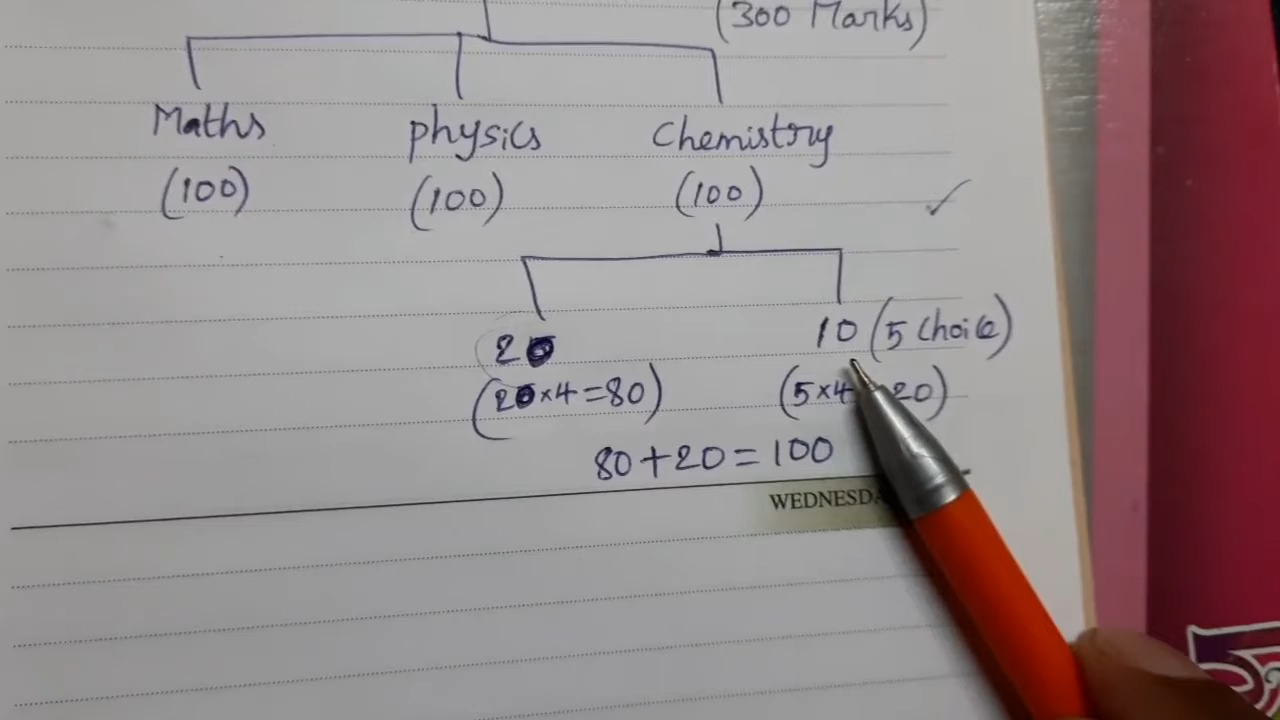 (300 Marks)
Maths physics Chemistry
(100) (100) (100)
20 10 (5 Choice)
(20×4=80) (5×4 20)
80+20=100
WEDNESDA